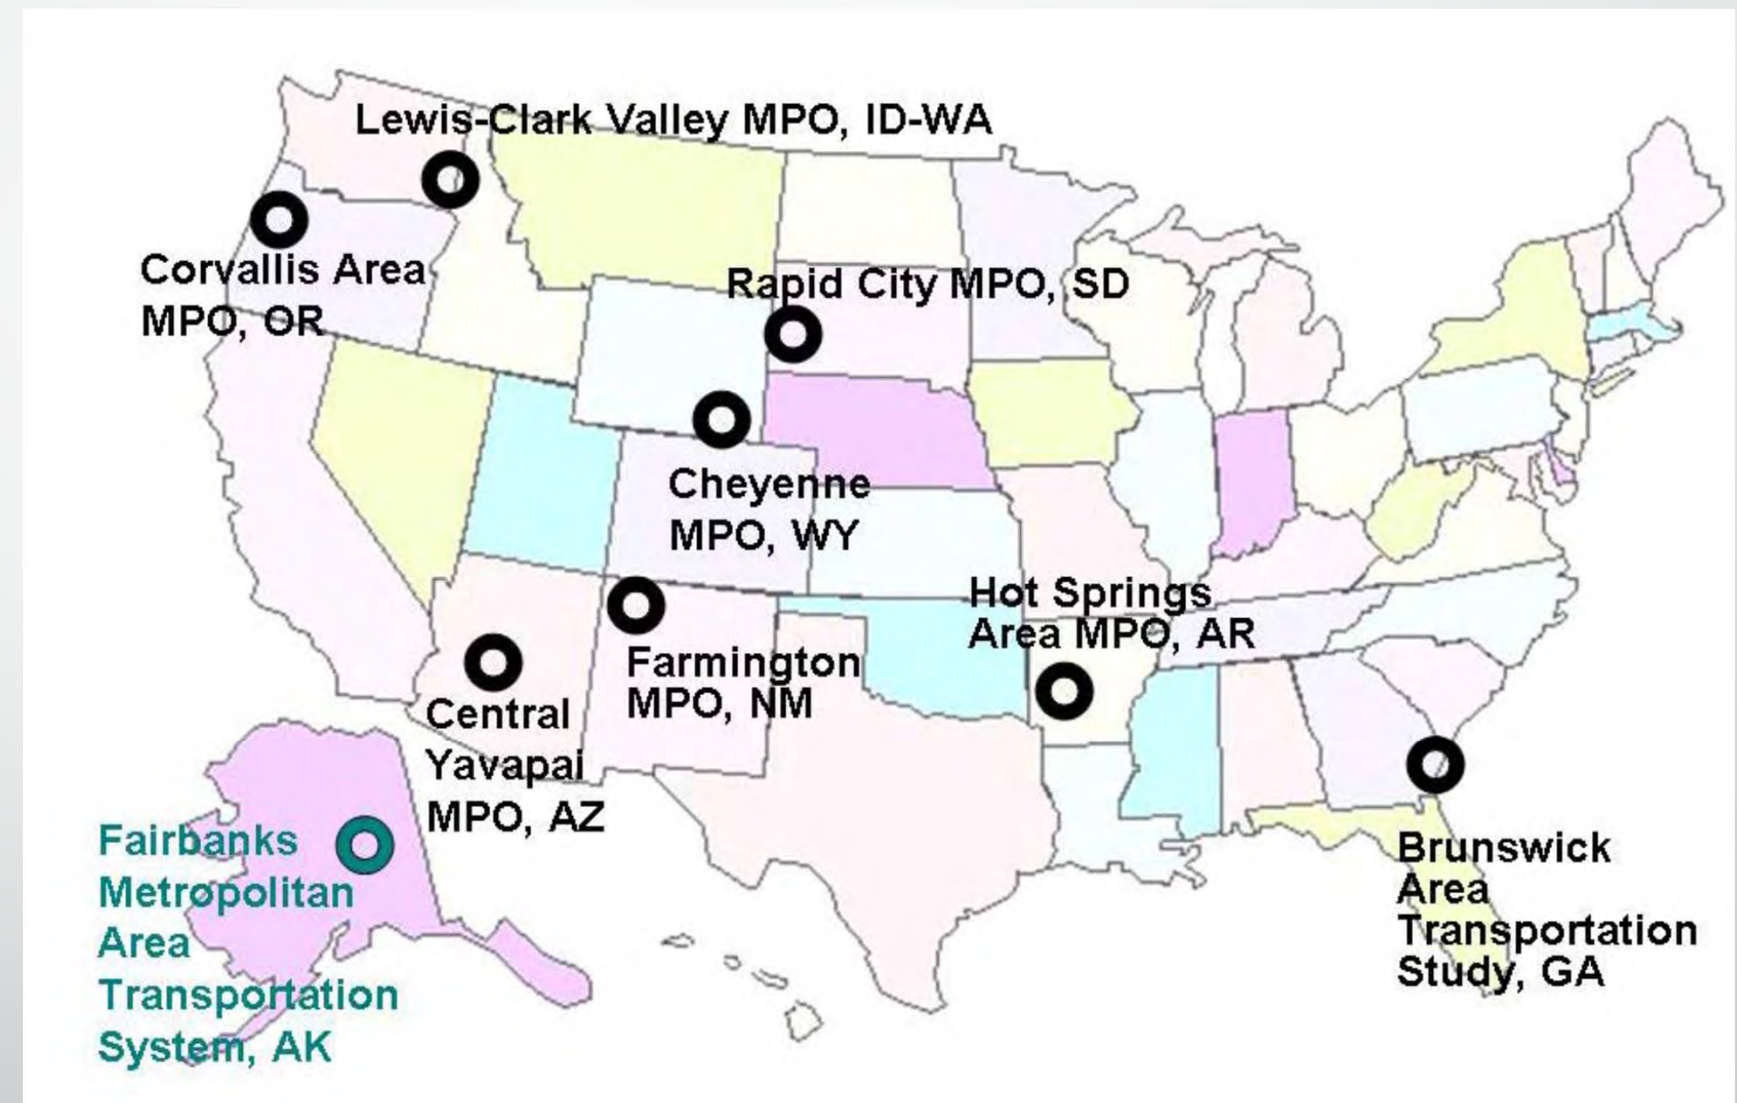 Lewis-Clark Valley MPO, ID-WA
Corvallis Area
MPO, OR
Rapid City MPO, SD
Cheyenne
MPO, WY
Hot Springs
Area MPO, AR
Farmington
MPO, NM
Central
Yavapai
MPO, AZ
Fairbanks
Metropolitan
Area
Transportation
System, AK
Brunswick
Area
Transportation
Study, GA